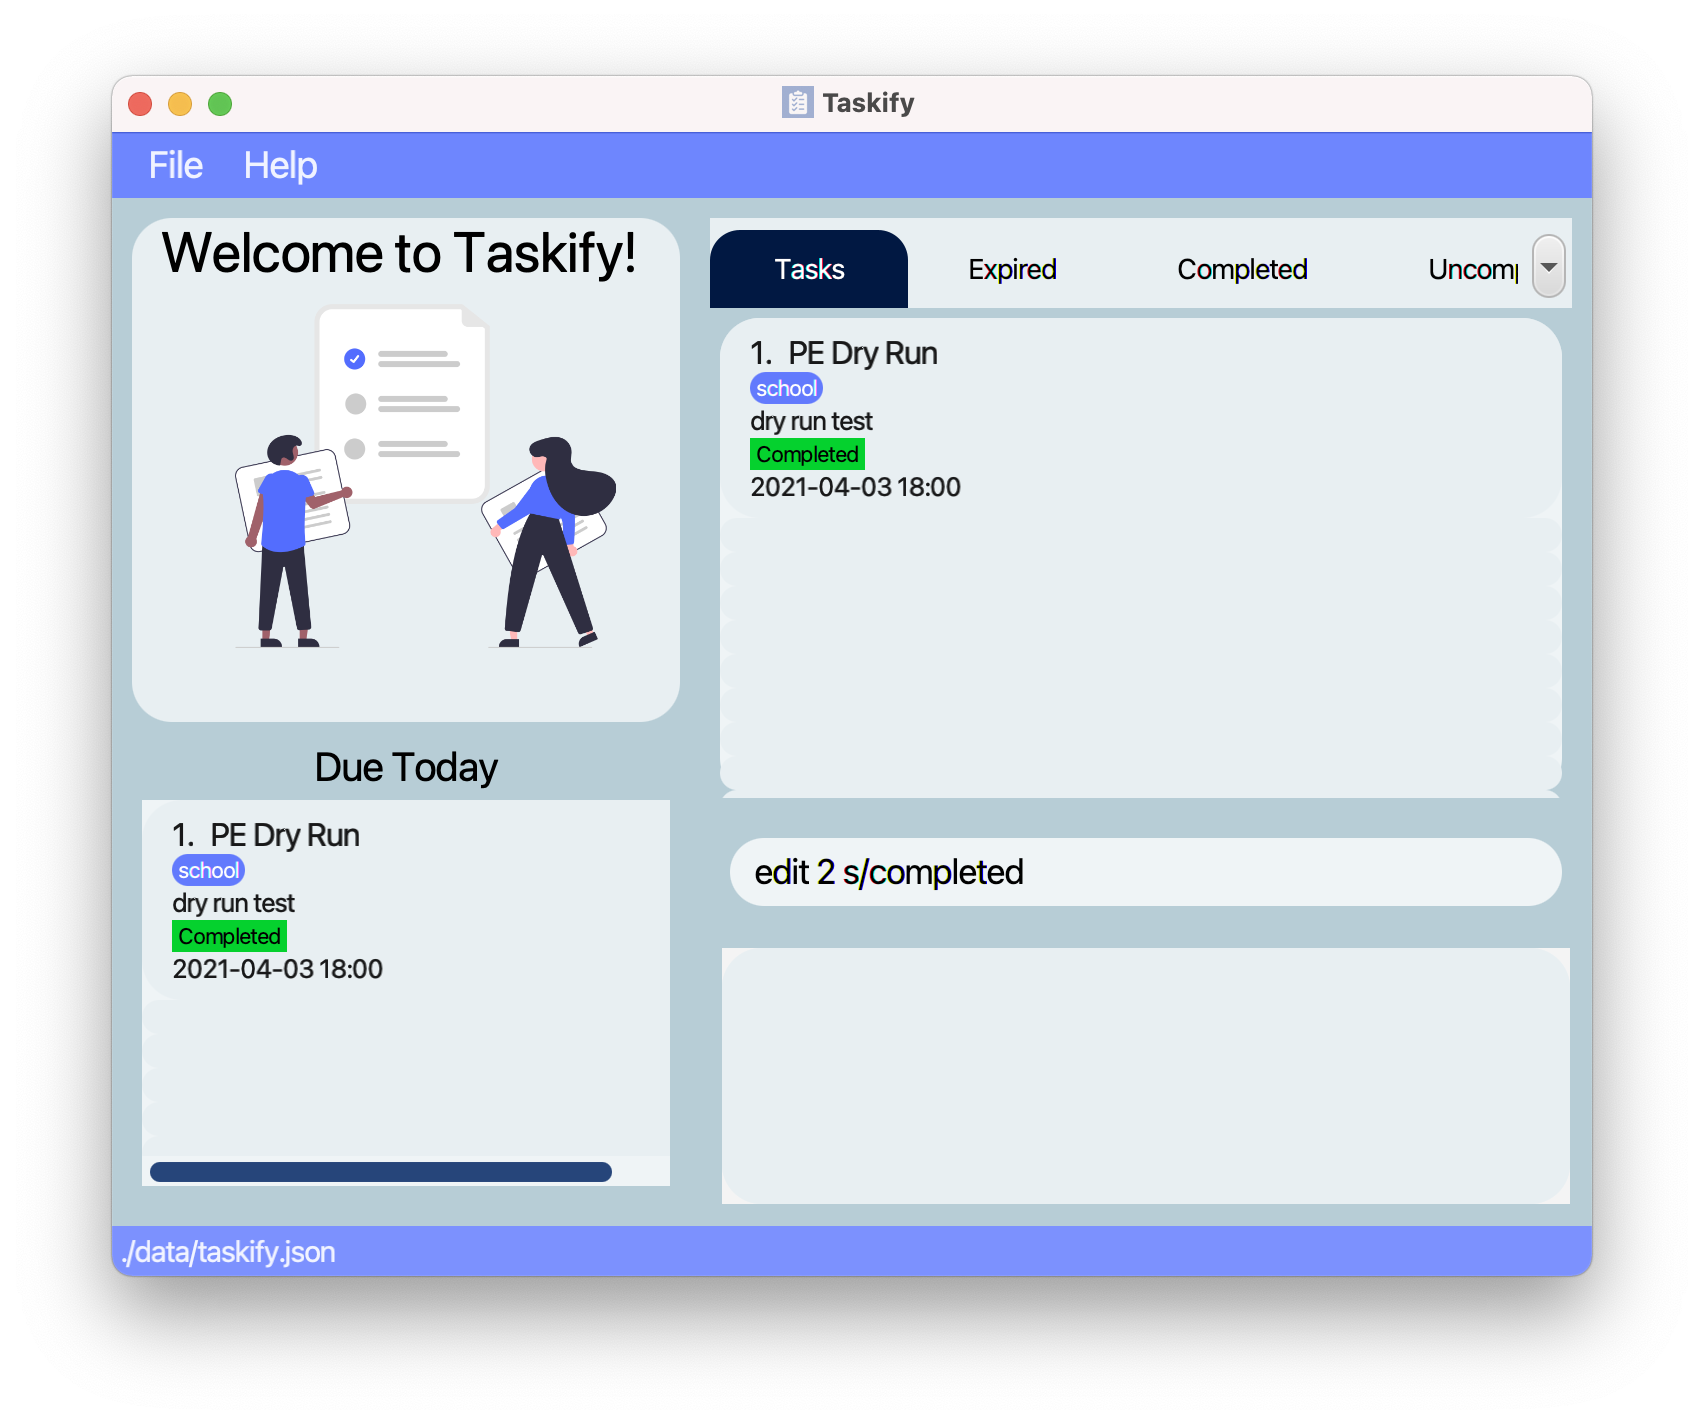 Taskify
File Help
Welcome to Taskify!
Due Today
1. PE Dry Run
school
dry run test
Completed
2021-04-03 18:00
Tasks Expired Completed Uncom
1. PE Dry Run
school
dry run test
Completed
2021-04-03 18:00
edit 2 s/completed
./data/taskify.json